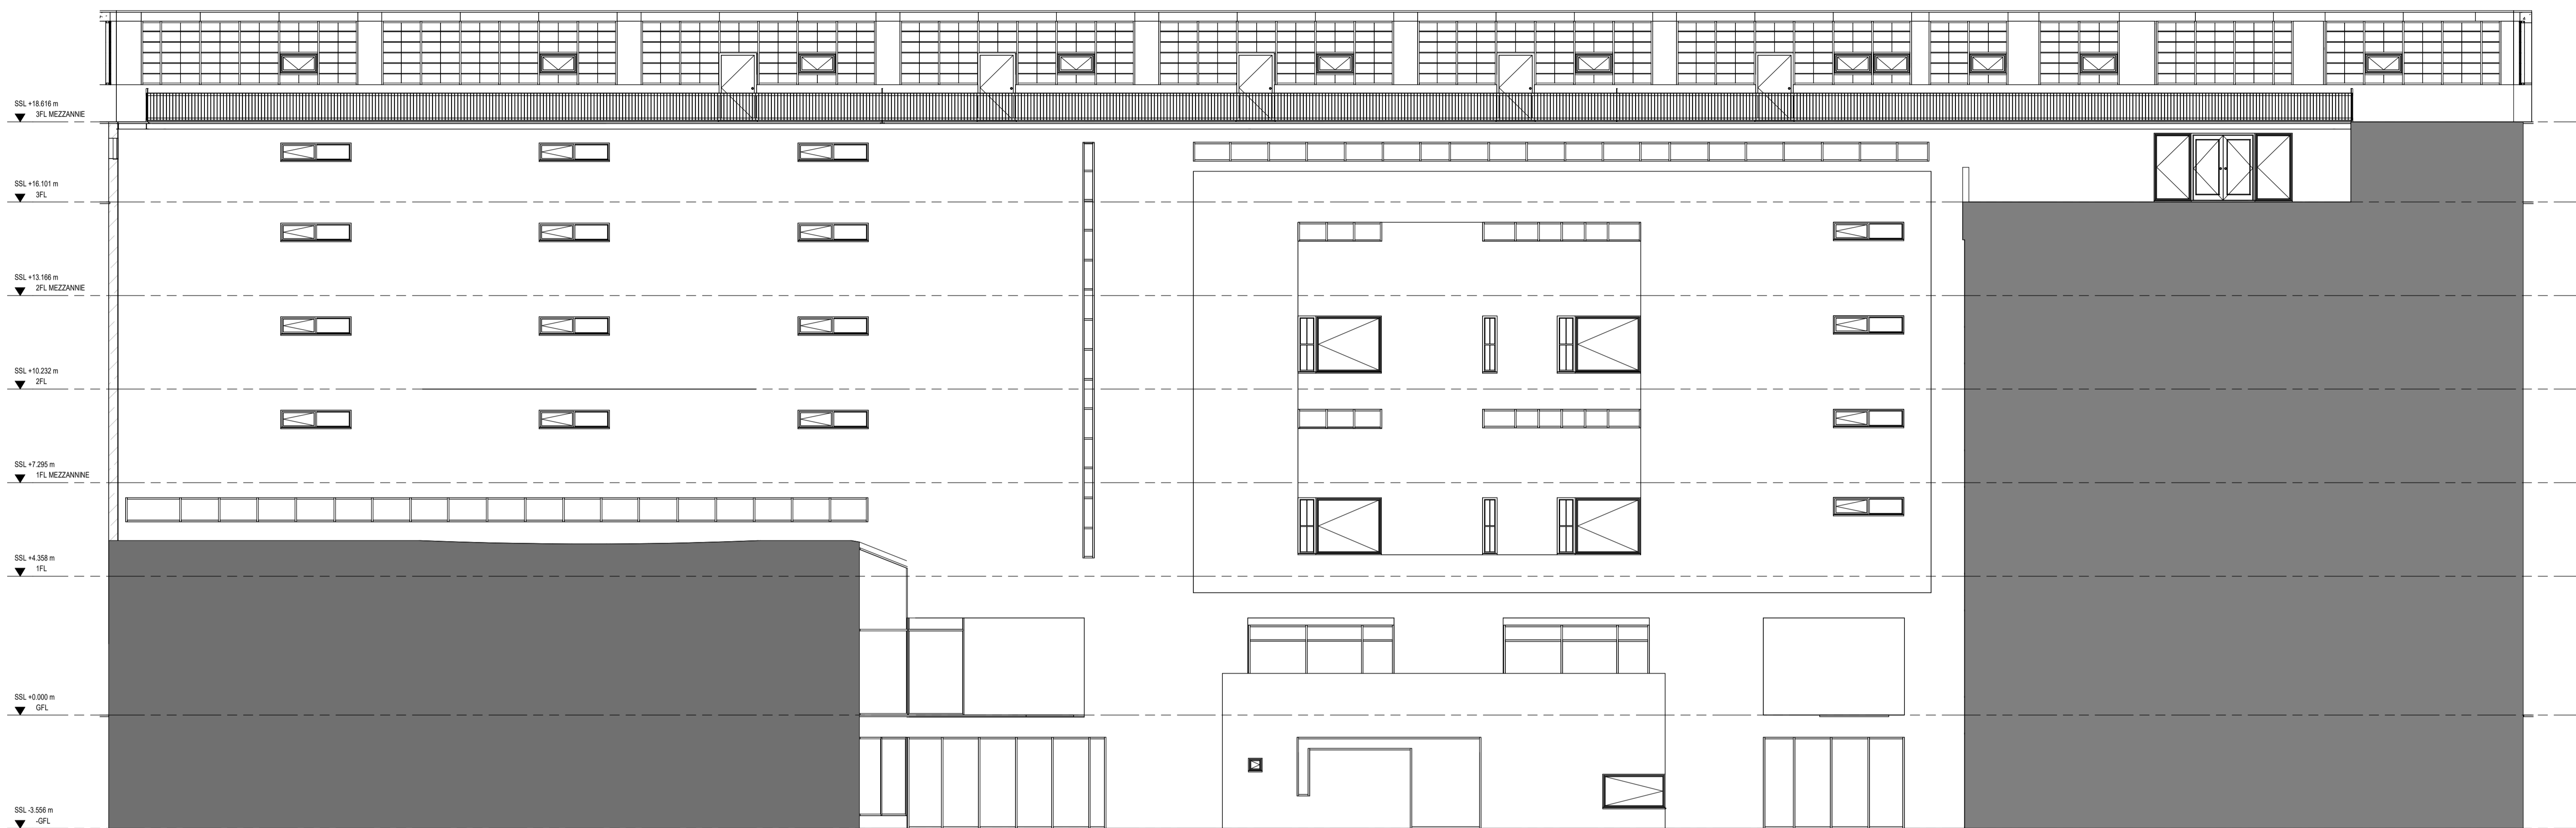 SSL +18.616 m
3FL MEZZANNIE
SSL +16.101 m
3FL
SSL +13.166 m
2FL MEZZANNIE
SSL +10.232 m
2FL
SSL +7.295 m
1FL MEZZANNINE
SSL +4.358 m
1FL
SSL +0.000 m
GFL
SSL -3.556 m
-GFL